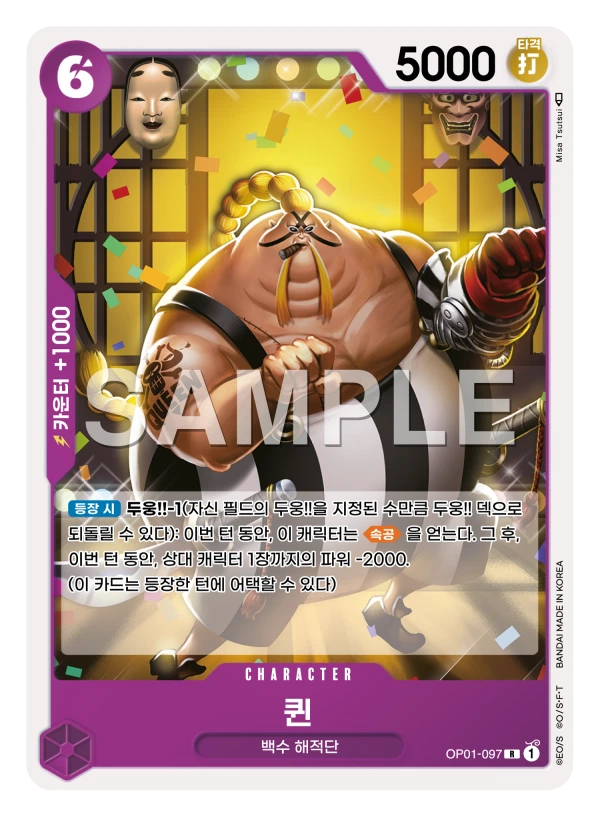 6
5000
타격
打
Misa Tsutsui
카운터 +1000
SAMPLE
등장 시 두웅!!-1(자신 필드의 두웅!!을 지정된 수만큼 두웅!! 덱으로
되돌릴 수 있다): 이번 턴 동안, 이 캐릭터는 속공 을 얻는다. 그 후,
이번 턴 동안, 상대 캐릭터 1장까지의 파워 -2000.
(이 카드는 등장한 턴에 어택할 수 있다)
CHARACTER
퀸
백수 해적단
OP01-097 R 1
©EO/S ©O/S·F·T BANDAI MADE IN KOREA